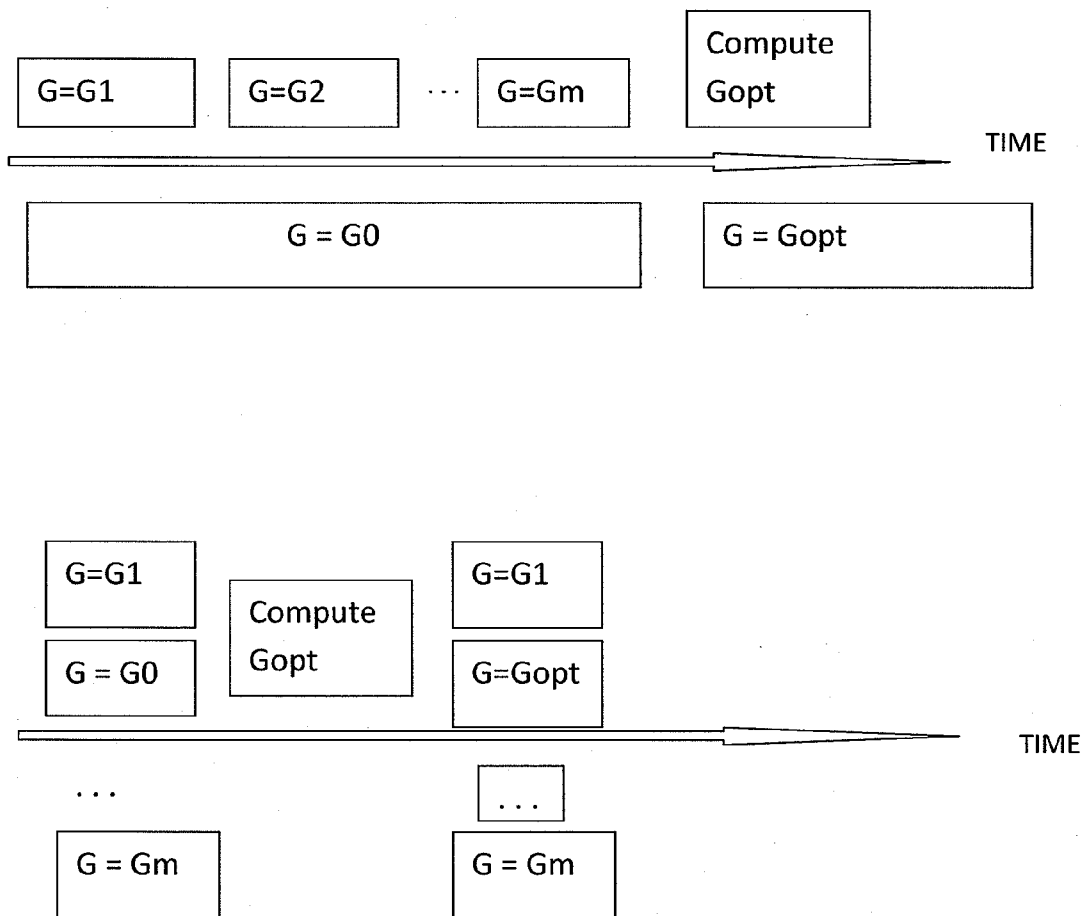 G=G1
G=G2
...
G=Gm
Compute
Gopt
TIME
G = G0
G = Gopt
G=G1
G = G0
Compute
Gopt
G=G1
G=Gopt
TIME
...
G = Gm
...
G = Gm